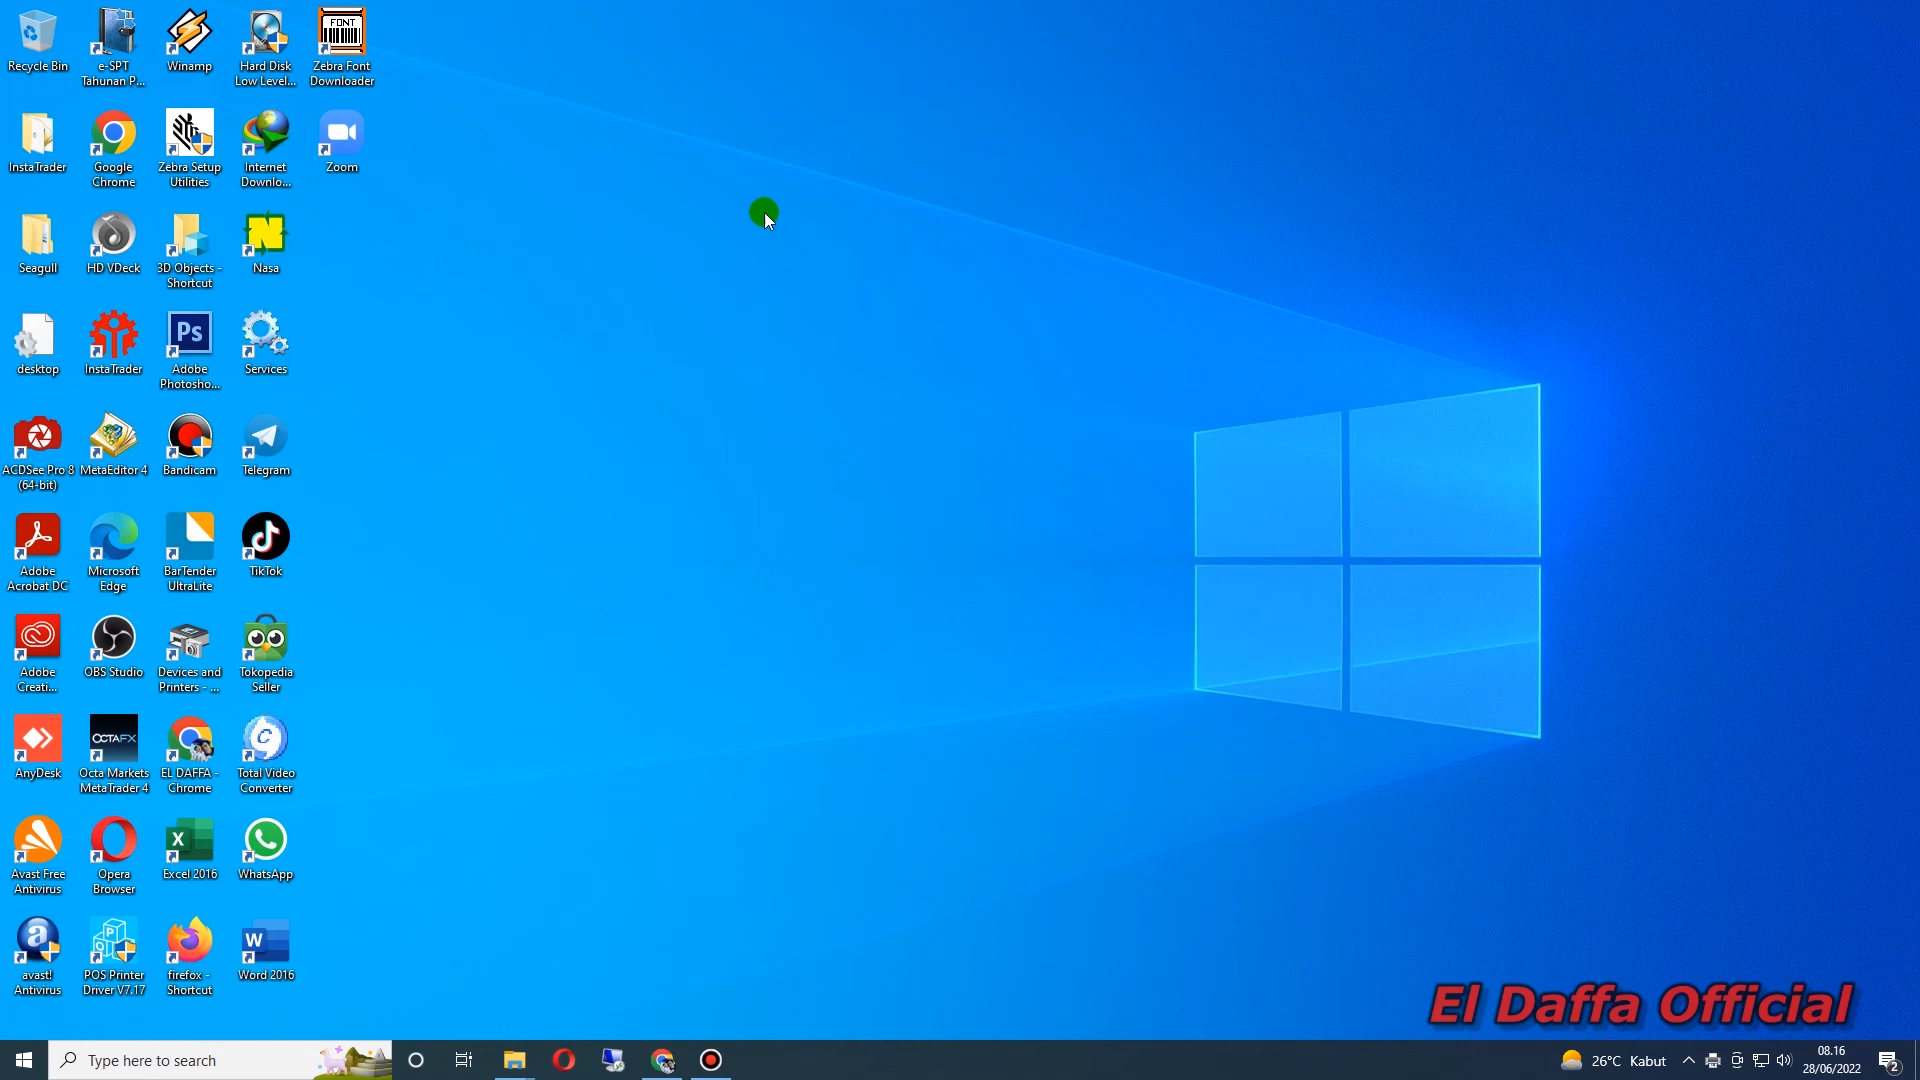 Recycle Bin
e-SPT
Tahunan P...
Winamp
Hard Disk
Low Level...
FONT
Zebra Font
Downloader
InstaTrader
Google
Chrome
Zebra Setup
Utilities
Internet
Downlo...
Zoom
Seagull
HD VDeck
3D Objects -
Shortcut
N
Nasa
desktop
InstaTrader
Ps
Adobe
Photosho...
Services
ACDSee Pro 8
(64-bit)
MetaEditor 4
Bandicam
Telegram
Adobe
Acrobat DC
Microsoft
Edge
BarTender
UltraLite
TikTok
Adobe
Creati...
OBS Studio
Devices and
Printers - ...
Tokopedia
Seller
AnyDesk
OCTAFX
Octa Markets
MetaTrader 4
EL DAFFA -
Chrome
C
Total Video
Converter
Avast Free
Antivirus
Opera
Browser
X
Excel 2016
WhatsApp
a
avast!
Antivirus
P
O
S
POS Printer
Driver V7.17
firefox -
Shortcut
W
Word 2016
El Daffa Official
Type here to search
26°C Kabut
08.16
28/06/2022
2